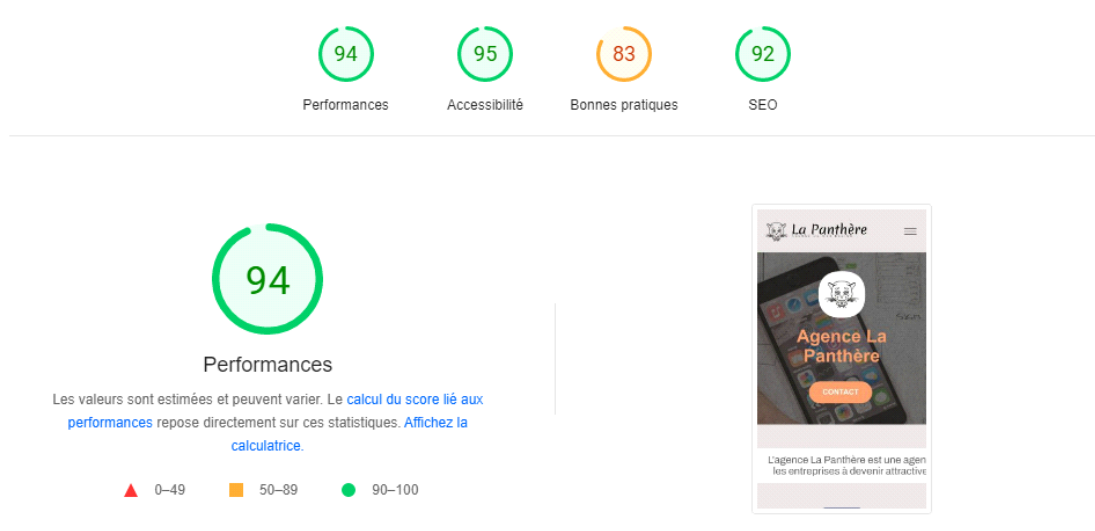 94
95
83
92
Performances
Accessibilité
Bonnes pratiques
SEO
94
Performances
Les valeurs sont estimées et peuvent varier. Le calcul du score lié aux
performances repose directement sur ces statistiques. Affichez la
calculatrice.
0–49
50–89
90–100
La Panthère
Agence La
Panthère
CONTACT
L'agence La Panthère est une agen
les entreprises à devenir attractive